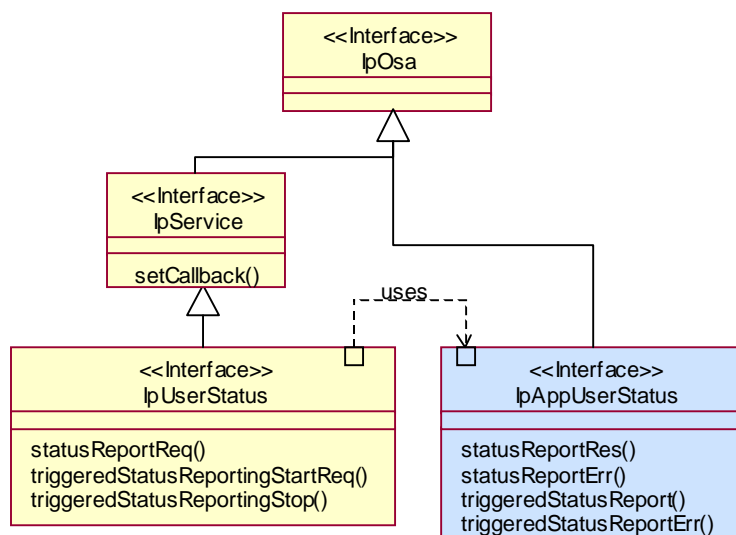 <<Interface>>
IpOsa
<<Interface>>
IpService
setCallback()
uses
<<Interface>>
IpUserStatus
statusReportReq()
triggeredStatusReportingStartReq()
triggeredStatusReportingStop()
<<Interface>>
IpAppUserStatus
statusReportRes()
statusReportErr()
triggeredStatusReport()
triggeredStatusReportErr()